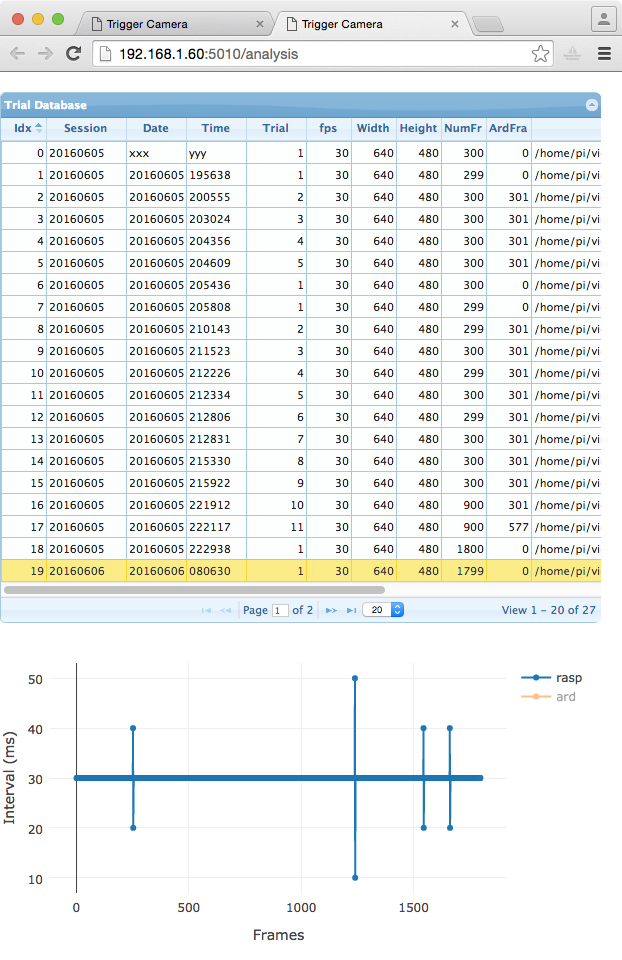 Trigger Camera Trigger Camera
192.168.1.60:5010/analysis
Trial Database
Idx Session Date Time Trial fps Width Height NumFr ArdFra
0 20160605 xxx yyy 1 30 640 480 300 0 /home/pi/vi
1 20160605 20160605 195638 1 30 640 480 299 0 /home/pi/vi
2 20160605 20160605 200555 2 30 640 480 300 301 /home/pi/vi
3 20160605 20160605 203024 3 30 640 480 300 301 /home/pi/vi
4 20160605 20160605 204356 4 30 640 480 300 301 /home/pi/vi
5 20160605 20160605 204609 5 30 640 480 300 301 /home/pi/vi
6 20160605 20160605 205436 1 30 640 480 300 0 /home/pi/vi
7 20160605 20160605 205808 1 30 640 480 299 0 /home/pi/vi
8 20160605 20160605 210143 2 30 640 480 299 301 /home/pi/vi
9 20160605 20160605 211523 3 30 640 480 300 301 /home/pi/vi
10 20160605 20160605 212226 4 30 640 480 299 301 /home/pi/vi
11 20160605 20160605 212334 5 30 640 480 300 301 /home/pi/vi
12 20160605 20160605 212806 6 30 640 480 299 301 /home/pi/vi
13 20160605 20160605 212831 7 30 640 480 300 301 /home/pi/vi
14 20160605 20160605 215330 8 30 640 480 300 301 /home/pi/vi
15 20160605 20160605 215922 9 30 640 480 300 301 /home/pi/vi
16 20160605 20160605 221912 10 30 640 480 900 301 /home/pi/vi
17 20160605 20160605 222117 11 30 640 480 900 577 /home/pi/vi
18 20160605 20160605 222938 1 30 640 480 1800 0 /home/pi/vi
19 20160606 20160606 080630 1 30 640 480 1799 0 /home/pi/vi
Page 1 of 2 20 View 1 - 20 of 27
rasp
ard
50
40
30
20
10
Interval (ms)
0 500 1000 1500
Frames